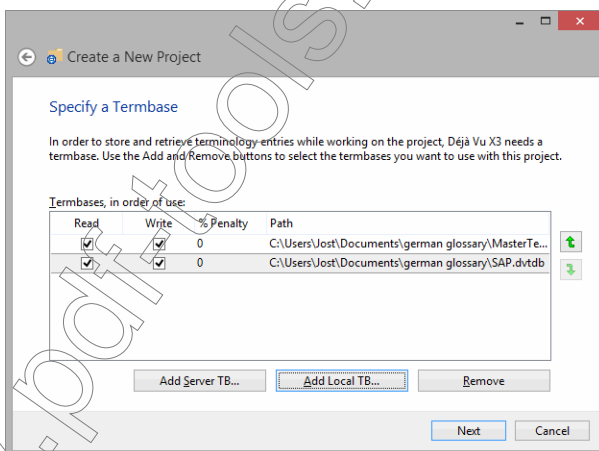 Create a New Project
Specify a Termbase
In order to store and retrieve terminology entries while working on the project, Déjà Vu X3 needs a
termbase. Use the Add and Remove buttons to select the termbases you want to use with this project.
Termbases, in order of use:
Read Write % Penalty Path
0 C:\Users\Jost\Documents\german glossary\MasterTe...
0 C:\Users\Jost\Documents\german glossary\SAP.dvtdb
Add Server TB... Add Local TB... Remove
Next Cancel